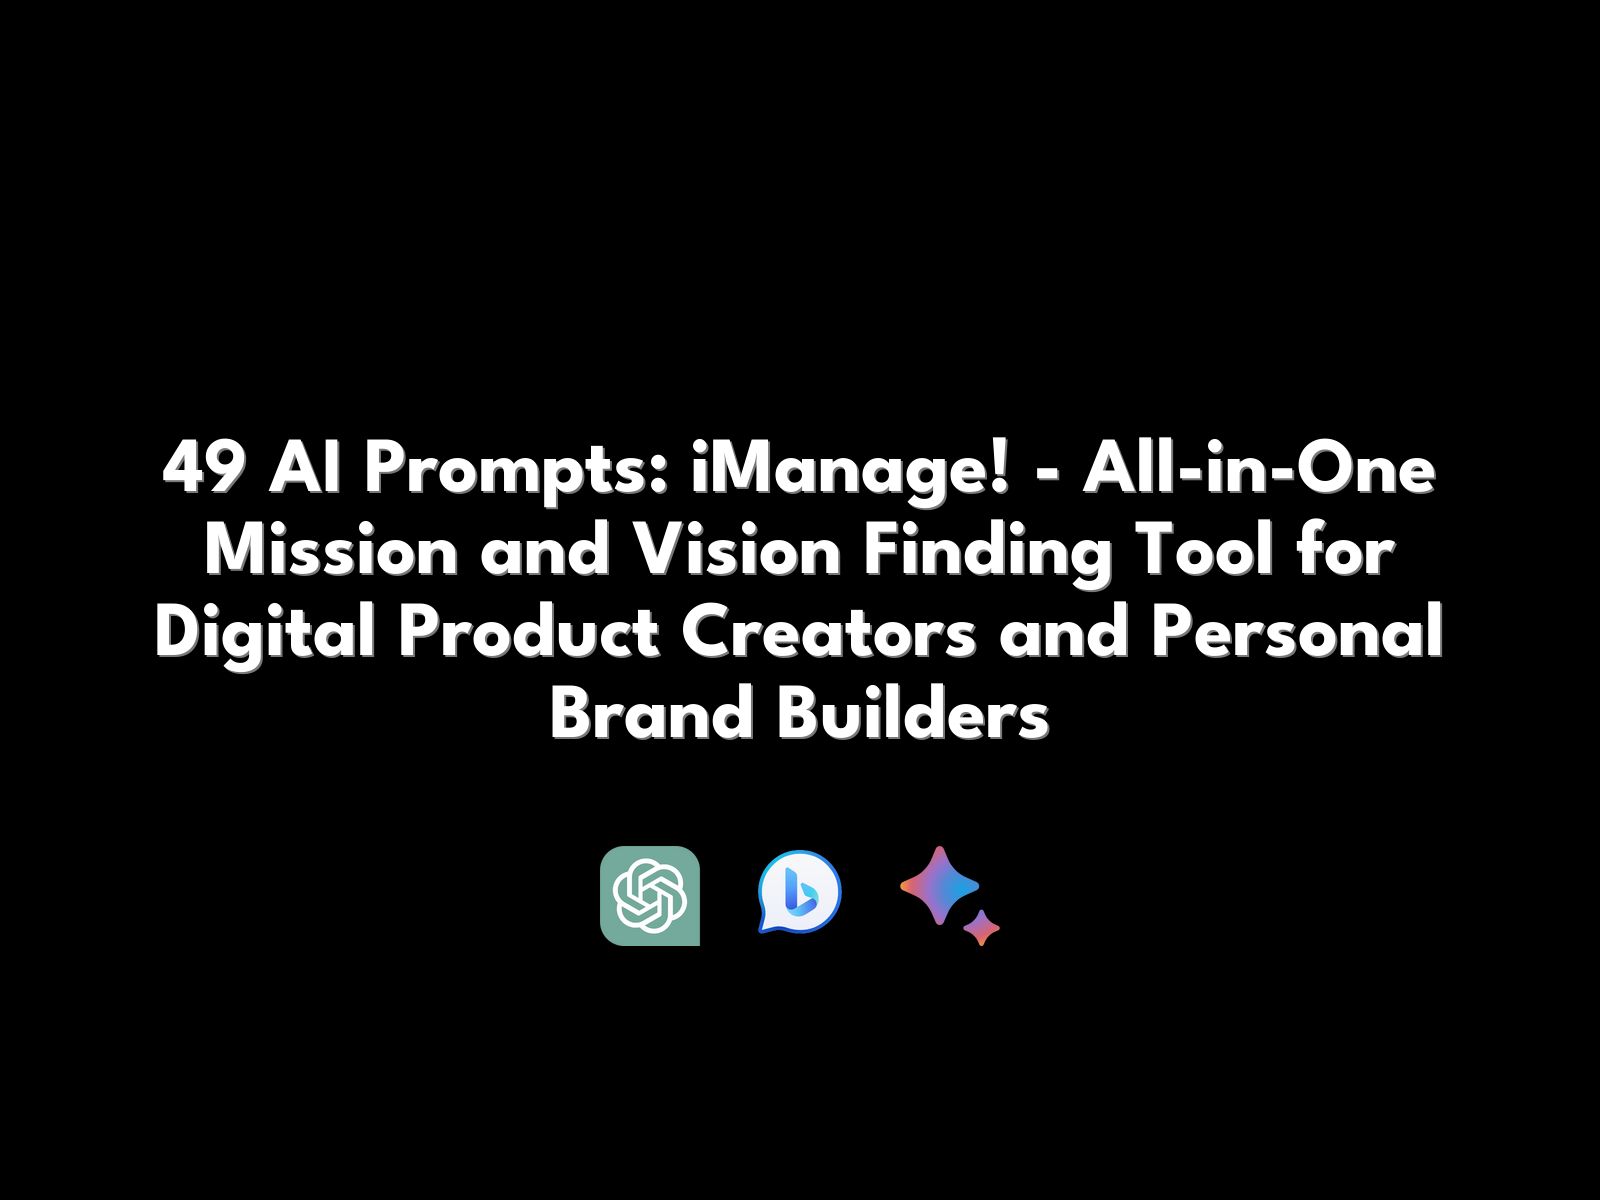 49 AI Prompts: iManage! - All-in-One
Mission and Vision Finding Tool for
Digital Product Creators and Personal
Brand Builders